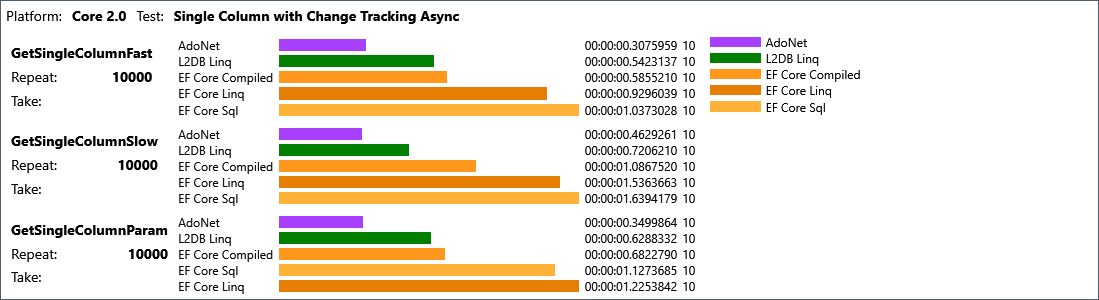 Platform: Core 2.0 Test: Single Column with Change Tracking Async
GetSingleColumnFast
Repeat: 10000
Take:
AdoNet 00:00:00.3075959 10
L2DB Linq 00:00:00.5423137 10
EF Core Compiled 00:00:00.5855210 10
EF Core Linq 00:00:00.9296039 10
EF Core Sql 00:00:01.0373028 10
AdoNet
L2DB Linq
EF Core Compiled
EF Core Linq
EF Core Sql
GetSingleColumnSlow
Repeat: 10000
Take:
AdoNet 00:00:00.4629261 10
L2DB Linq 00:00:00.7206210 10
EF Core Compiled 00:00:01.0867520 10
EF Core Linq 00:00:01.5363663 10
EF Core Sql 00:00:01.6394179 10
GetSingleColumnParam
Repeat: 10000
Take:
AdoNet 00:00:00.3499864 10
L2DB Linq 00:00:00.6288332 10
EF Core Compiled 00:00:00.6822790 10
EF Core Sql 00:00:01.1273685 10
EF Core Linq 00:00:01.2253842 10